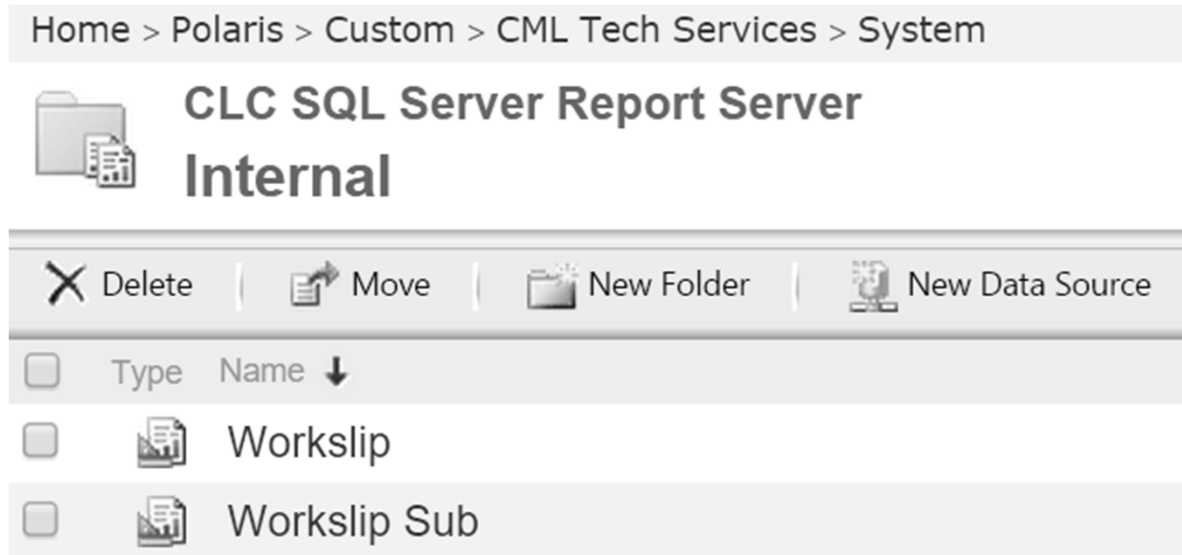 Home > Polaris > Custom > CML Tech Services > System
CLC SQL Server Report Server
Internal
Delete | Move | New Folder | New Data Source
Type Name ↓
Workslip
Workslip Sub